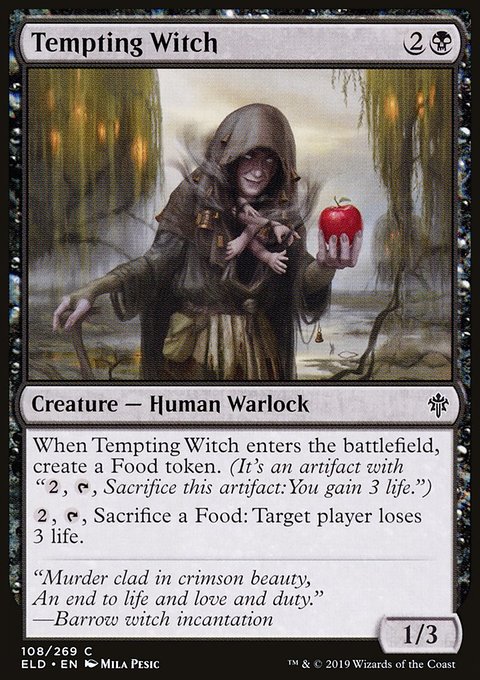 Tempting Witch 2
Creature — Human Warlock
When Tempting Witch enters the battlefield,
create a Food token. (It's an artifact with
"2, , Sacrifice this artifact:You gain 3 life.")
2, , Sacrifice a Food: Target player loses
3 life.
"Murder clad in crimson beauty,
An end to life and love and duty."
—Barrow witch incantation
1/3
108/269 C
ELD • EN Mila Pesic
™ & © 2019 Wizards of the Coast